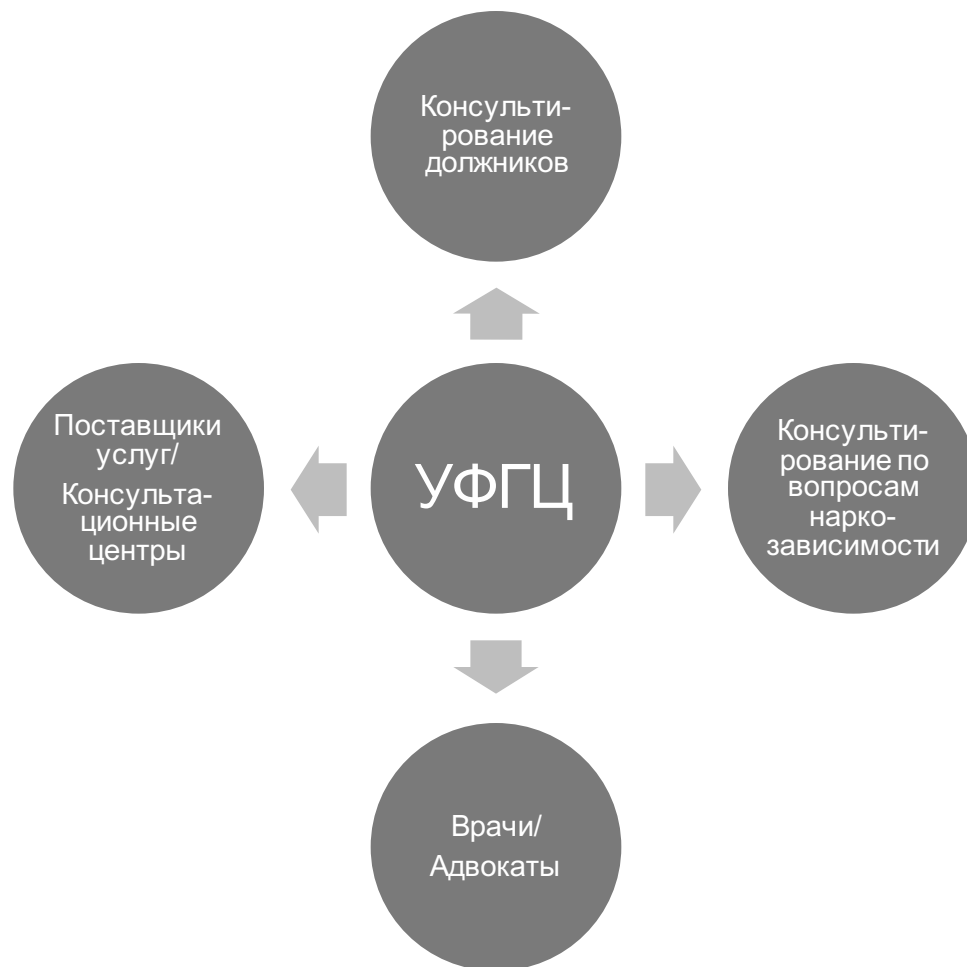 Консульти-
рование
должников
Поставщики
услуг/
Консульта-
ционные
центры
УФГЦ
Консульти-
рование по
вопросам
нарко-
зависимости
Врачи/
Адвокаты